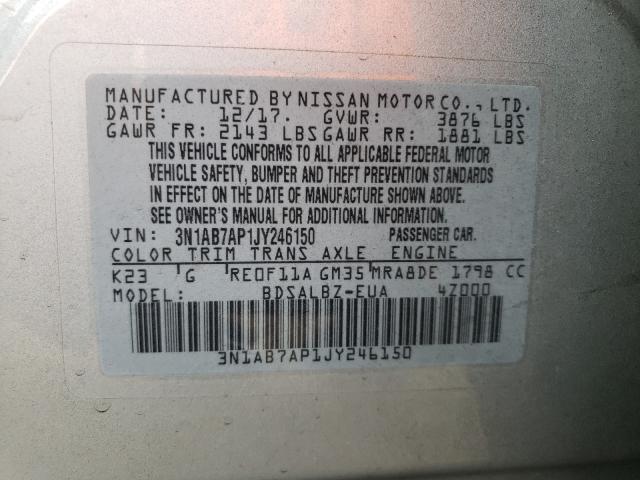 MANUFACTURED BY NISSAN MOTOR CO., LTD.
DATE: 12/17. GVWR: 3876 LBS
GAWR FR: 2143 LBS GAWR RR: 1881 LBS
THIS VEHICLE CONFORMS TO ALL APPLICABLE FEDERAL MOTOR
VEHICLE SAFETY, BUMPER AND THEFT PREVENTION STANDARDS
IN EFFECT ON THE DATE OF MANUFACTURE SHOWN ABOVE.
SEE OWNER'S MANUAL FOR ADDITIONAL INFORMATION.
VIN: 3N1AB7AP1JY246150 PASSENGER CAR.
COLOR TRIM TRANS AXLE ENGINE
K23 G RE0F11A GM35 MRA8DE 1798 CC
MODEL: BDSALBZ-EUA 4Z000
3N1AB7AP1JY246150